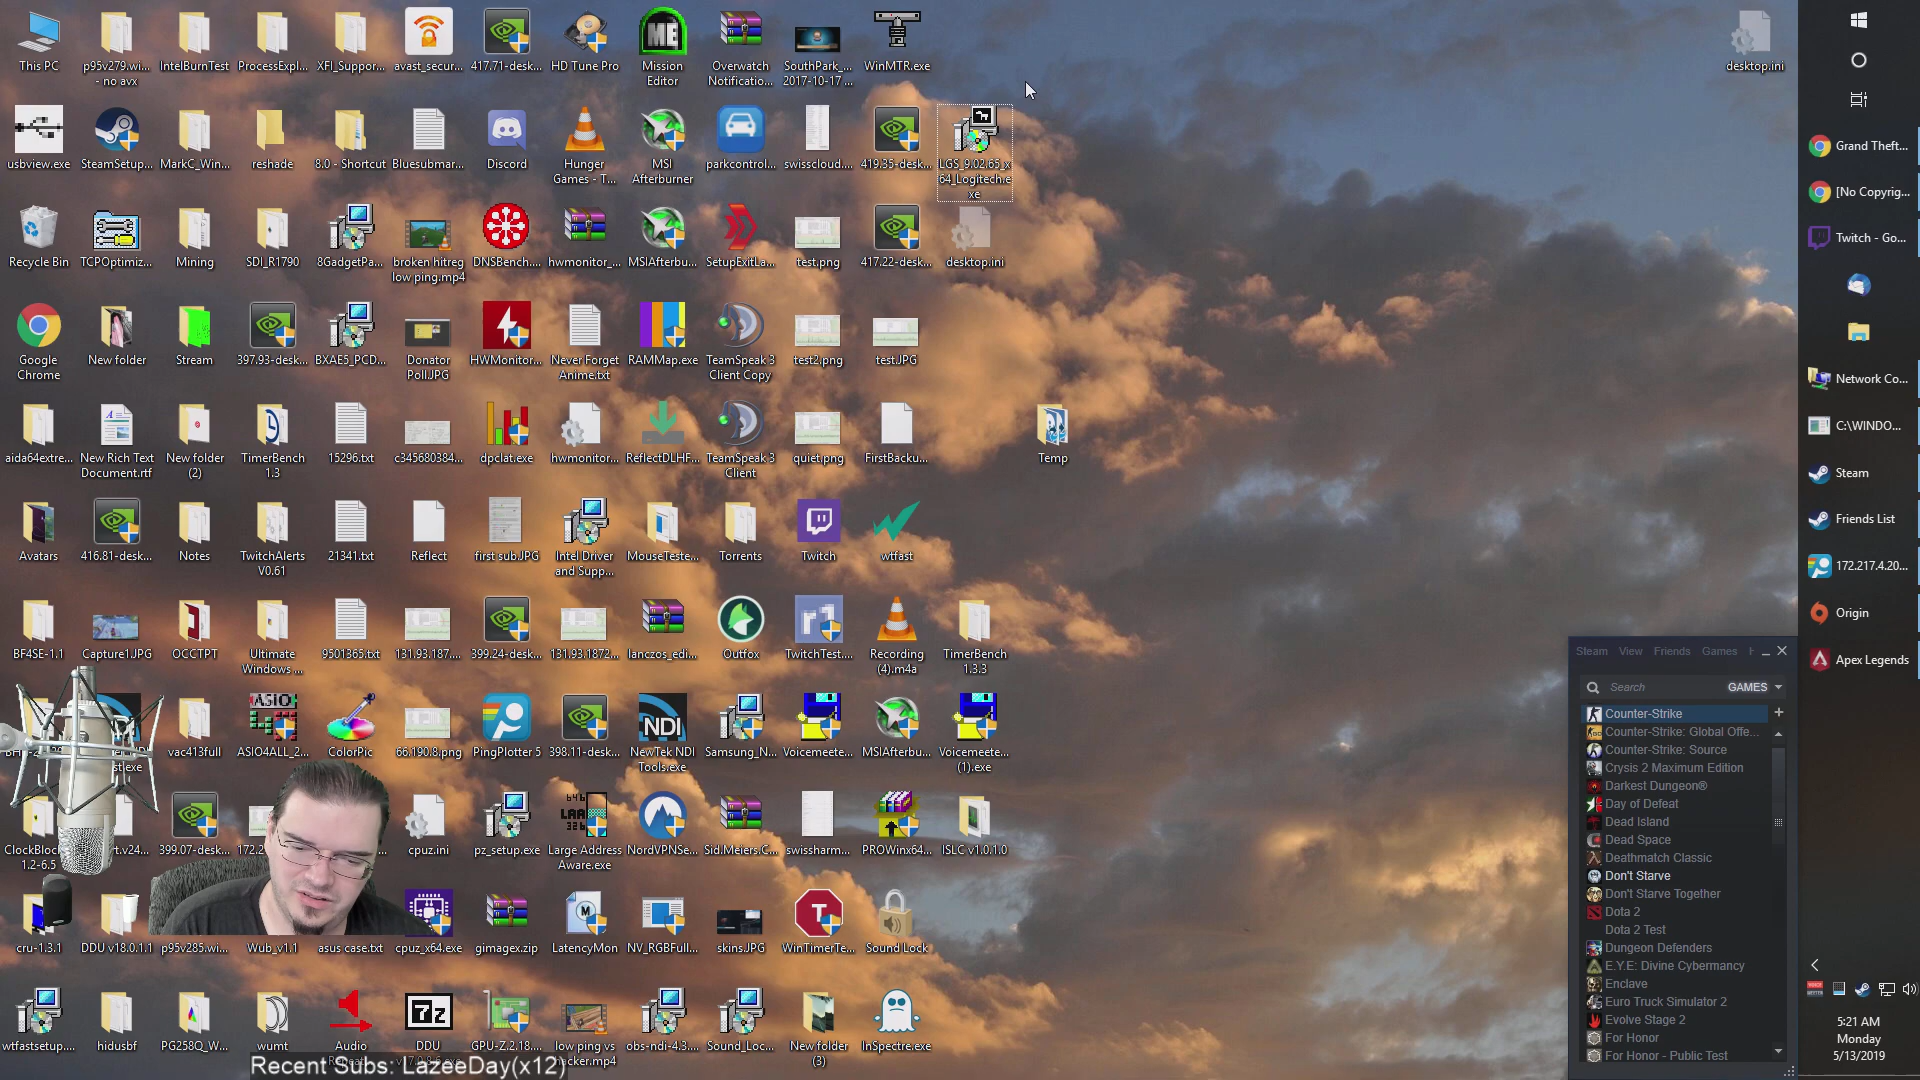 This PC
p95v279.wi...
- no avx
IntelBurnTest
ProcessExpl...
XFI_Suppor...
avast_secur...
417.71-desk...
HD Tune Pro
Mission
Editor
Overwatch
Notificatio...
SouthPark_...
2017-10-17 ...
WinMTR.exe
desktop.ini
usbview.exe
SteamSetup...
MarkC_Win...
reshade
8.0 - Shortcut
Bluesubmar...
Discord
Hunger
Games - T...
MSI
Afterburner
parkcontrol...
swisscloud....
419.35-desk...
LGS_9.02.65_x
64_Logitech.e
xe
Recycle Bin
TCPOptimiz...
Mining
SDI_R1790
8GadgetPa...
broken hitreg
low ping.mp4
DNSBench....
hwmonitor_...
MSIAfterbu...
SetupExitLa...
test.png
417.22-desk...
desktop.ini
Google
Chrome
New folder
Stream
397.93-desk...
BXAE5_PCD...
Donator
Poll.JPG
HWMonitor...
Never Forget
Anime.txt
RAMMap.exe
TeamSpeak 3
Client Copy
test2.png
test.JPG
aida64extre...
New Rich Text
Document.rtf
New folder
(2)
TimerBench
1.3
15296.txt
c345680384...
dpclat.exe
hwmonitor...
ReflectDLHF...
TeamSpeak 3
Client
quiet.png
FirstBacku...
Temp
Avatars
416.81-desk...
Notes
TwitchAlerts
V0.61
21341.txt
Reflect
first sub.JPG
Intel Driver
and Supp...
MouseTeste...
Torrents
Twitch
wtfast
BF4SE-1.1
Capture1.JPG
OCCTPT
Ultimate
Windows ...
9501365.txt
131.93.187....
399.24-desk...
131.93.1872...
lanczos_edi...
Outfox
TwitchTest....
Recording
(4).m4a
TimerBench
1.3.3
vac413full
ASIO4ALL_2...
ColorPic
66.190.8.png
PingPlotter 5
398.11-desk...
NewTek NDI
Tools.exe
Samsung_N...
Voicemeete...
MSIAfterbu...
Voicemeete...
(1).exe
ClockBloc
1.2-6.5
399.07-desk...
172.2
cpuz.ini
pz_setup.exe
Large Address
Aware.exe
NordVPNSe...
Sid.Meiers.C...
swissharm...
PROWinx64...
ISLC v1.0.1.0
cru-1.3.1
DDU v18.0.1.1
p95v285.wi...
Wub_v1.1
asus case.txt
cpuz_x64.exe
gimagex.zip
LatencyMon
NV_RGBFull...
skins.JPG
WinTimerTe...
Sound Lock
wtfastsetup....
hidusbf
PG258Q_W...
wumt
Audio
DDU
GPU-Z.2.18....
low ping vs
obs-ndi-4.3....
Sound_Loc...
New folder
(3)
InSpectre.exe
Recent Subs: LazeeDay(x12)
Steam View Friends Games
Search GAMES
Counter-Strike
Counter-Strike: Global Offe...
Counter-Strike: Source
Crysis 2 Maximum Edition
Darkest Dungeon®
Day of Defeat
Dead Island
Dead Space
Deathmatch Classic
Don't Starve
Don't Starve Together
Dota 2
Dota 2 Test
Dungeon Defenders
E.Y.E: Divine Cybermancy
Enclave
Euro Truck Simulator 2
Evolve Stage 2
For Honor
For Honor - Public Test
Grand Theft...
[No Copyrig...
Twitch - Go...
Network Co...
C:\WINDO...
Steam
Friends List
172.217.4.20...
Origin
Apex Legends
5:21 AM
Monday
5/13/2019